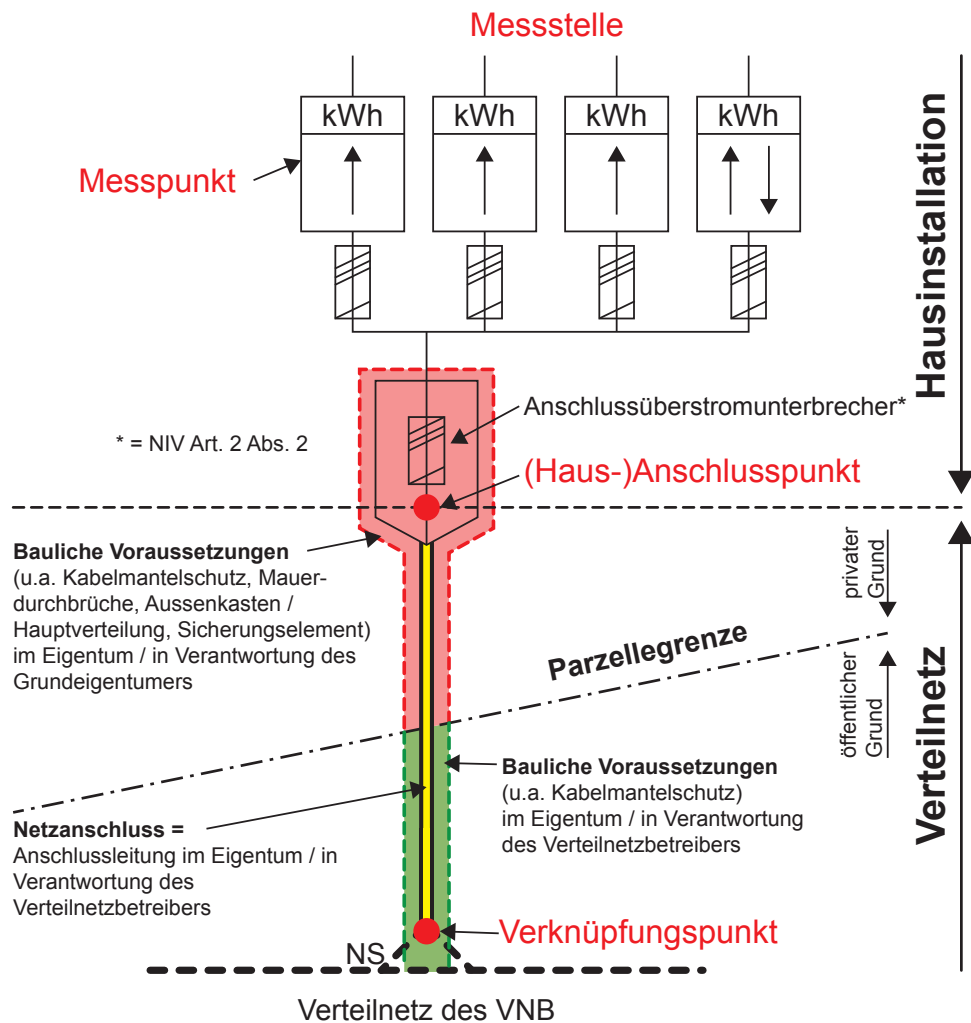 Messstelle
kWh
kWh
kWh
kWh
Messpunkt
Hausinstallation
Anschlussüberstromunterbrecher*
* = NIV Art. 2 Abs. 2
(Haus-)Anschlusspunkt
Bauliche Voraussetzungen
(u.a. Kabelmantelschutz, Mauer-
durchbrüche, Aussenkasten /
Hauptverteilung, Sicherungselement)
im Eigentum / in Verantwortung des
Grundeigentumers
privater
Grund
Parzellegrenze
öffentlicher
Grund
Verteilnetz
Bauliche Voraussetzungen
(u.a. Kabelmantelschutz)
im Eigentum / in Verantwortung
des Verteilnetzbetreibers
Netzanschluss =
Anschlussleitung im Eigentum / in
Verantwortung des
Verteilnetzbetreibers
Verknüpfungspunkt
NS
Verteilnetz des VNB